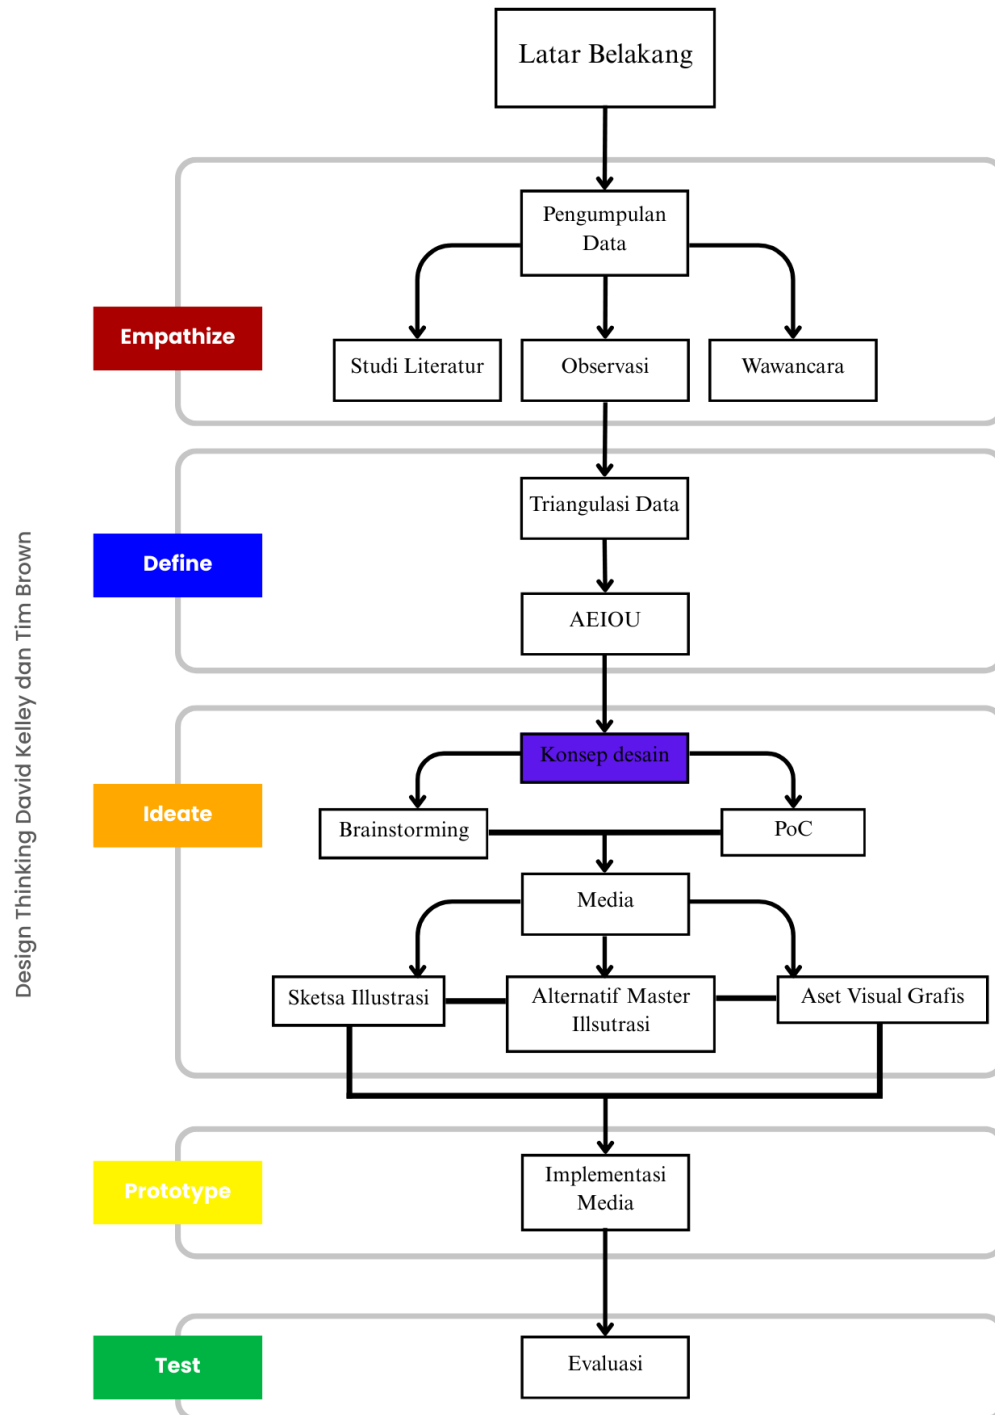 Latar Belakang
Pengumpulan
Data
Empathize
Studi Literatur
Observasi
Wawancara
Triangulasi Data
Define
AEIOU
Design Thinking David Kelley dan Tim Brown
Konsep desain
Ideate
Brainstorming
PoC
Media
Sketsa Illustrasi
Alternatif Master
Illsutrasi
Aset Visual Grafis
Prototype
Implementasi
Media
Test
Evaluasi